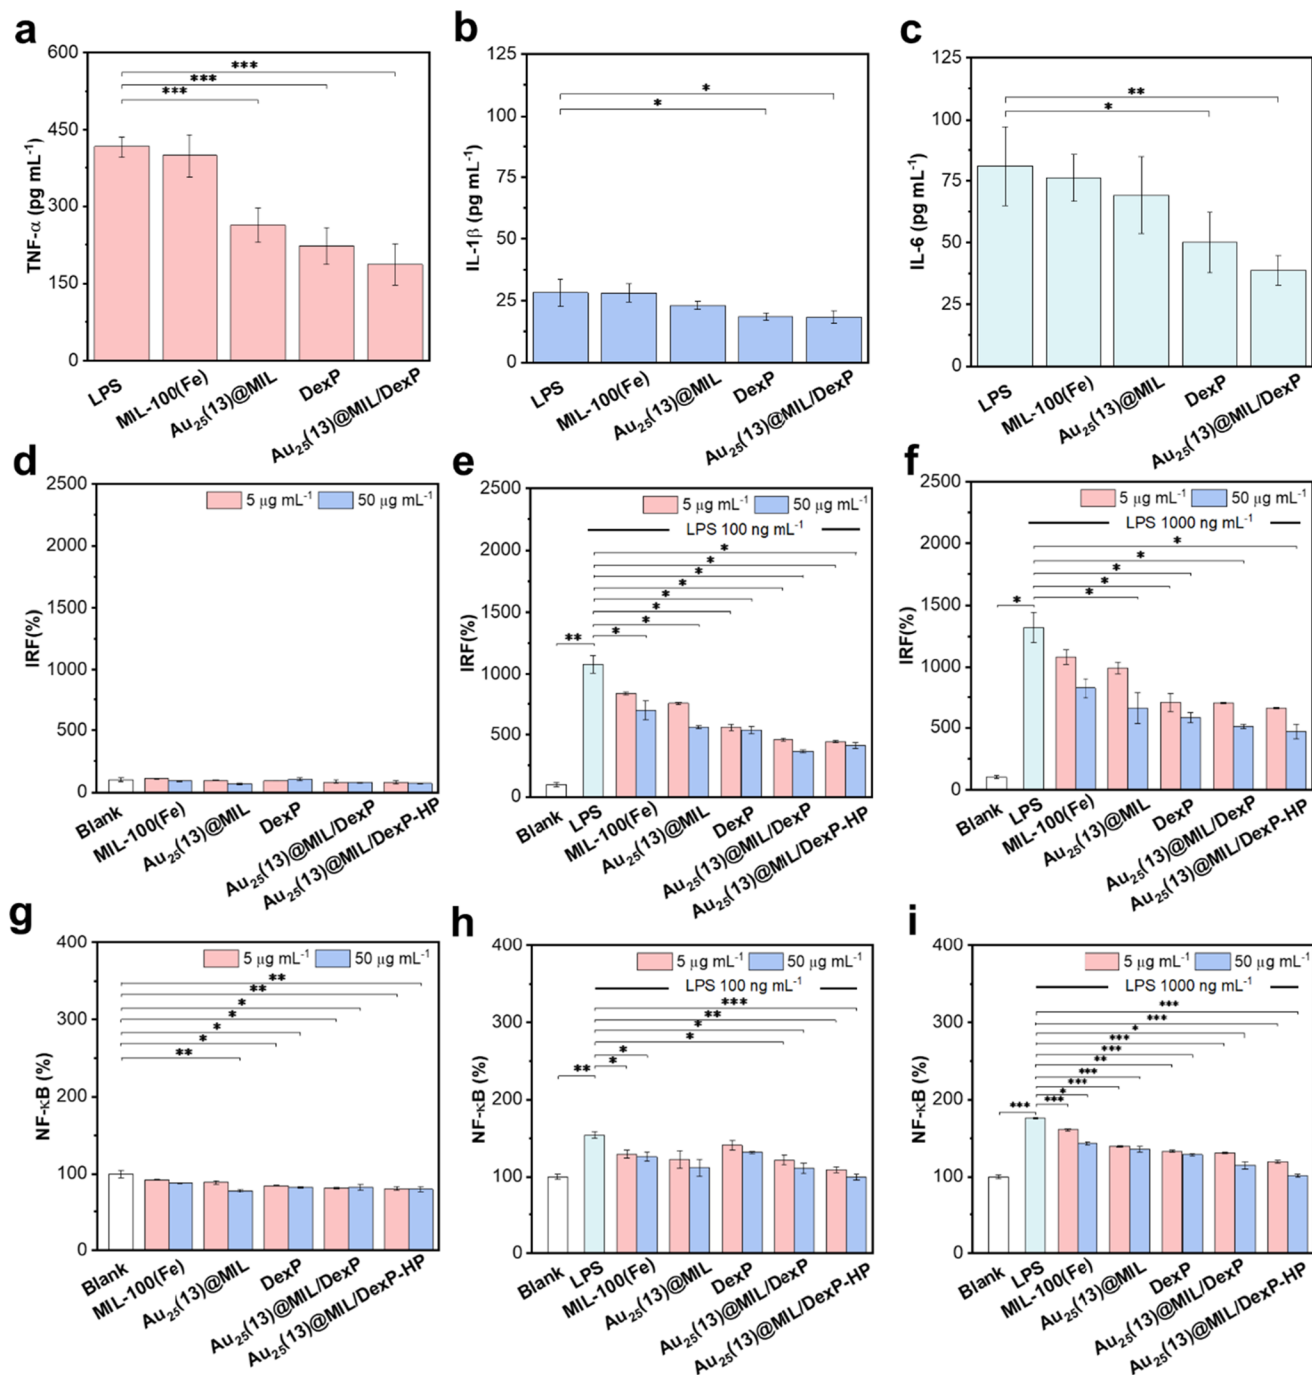 a
600
450
300
150
0
TNF-α (pg mL⁻¹)
***
***
***
LPS
MIL-100(Fe)
Au₂₅(13)@MIL
DexP
Au₂₅(13)@MIL/DexP
b
125
100
75
50
25
0
IL-1β (pg mL⁻¹)
*
*
LPS
MIL-100(Fe)
Au₂₅(13)@MIL
DexP
Au₂₅(13)@MIL/DexP
c
125
100
75
50
25
0
IL-6 (pg mL⁻¹)
**
*
LPS
MIL-100(Fe)
Au₂₅(13)@MIL
DexP
Au₂₅(13)@MIL/DexP
d
2500
2000
1500
1000
500
0
IRF(%)
5 μg mL⁻¹ 50 μg mL⁻¹
Blank
MIL-100(Fe)
Au₂₅(13)@MIL
DexP
Au₂₅(13)@MIL/DexP
Au₂₅(13)@MIL/DexP-HP
e
2500
2000
1500
1000
500
0
IRF(%)
5 μg mL⁻¹ 50 μg mL⁻¹
LPS 100 ng mL⁻¹
*
*
*
*
*
*
*
*
**
Blank
LPS
MIL-100(Fe)
Au₂₅(13)@MIL
DexP
Au₂₅(13)@MIL/DexP
Au₂₅(13)@MIL/DexP-HP
f
2500
2000
1500
1000
500
0
IRF(%)
5 μg mL⁻¹ 50 μg mL⁻¹
LPS 1000 ng mL⁻¹
*
*
*
*
*
*
Blank
LPS
MIL-100(Fe)
Au₂₅(13)@MIL
DexP
Au₂₅(13)@MIL/DexP
Au₂₅(13)@MIL/DexP-HP
g
400
300
200
100
0
NF-κB (%)
5 μg mL⁻¹ 50 μg mL⁻¹
**
**
*
*
*
*
**
Blank
MIL-100(Fe)
Au₂₅(13)@MIL
DexP
Au₂₅(13)@MIL/DexP
Au₂₅(13)@MIL/DexP-HP
h
400
300
200
100
0
NF-κB (%)
5 μg mL⁻¹ 50 μg mL⁻¹
LPS 100 ng mL⁻¹
***
**
*
*
*
*
**
Blank
LPS
MIL-100(Fe)
Au₂₅(13)@MIL
DexP
Au₂₅(13)@MIL/DexP
Au₂₅(13)@MIL/DexP-HP
i
400
300
200
100
0
NF-κB (%)
5 μg mL⁻¹ 50 μg mL⁻¹
LPS 1000 ng mL⁻¹
***
***
*
***
***
**
***
***
*
***
***
Blank
LPS
MIL-100(Fe)
Au₂₅(13)@MIL
DexP
Au₂₅(13)@MIL/DexP
Au₂₅(13)@MIL/DexP-HP